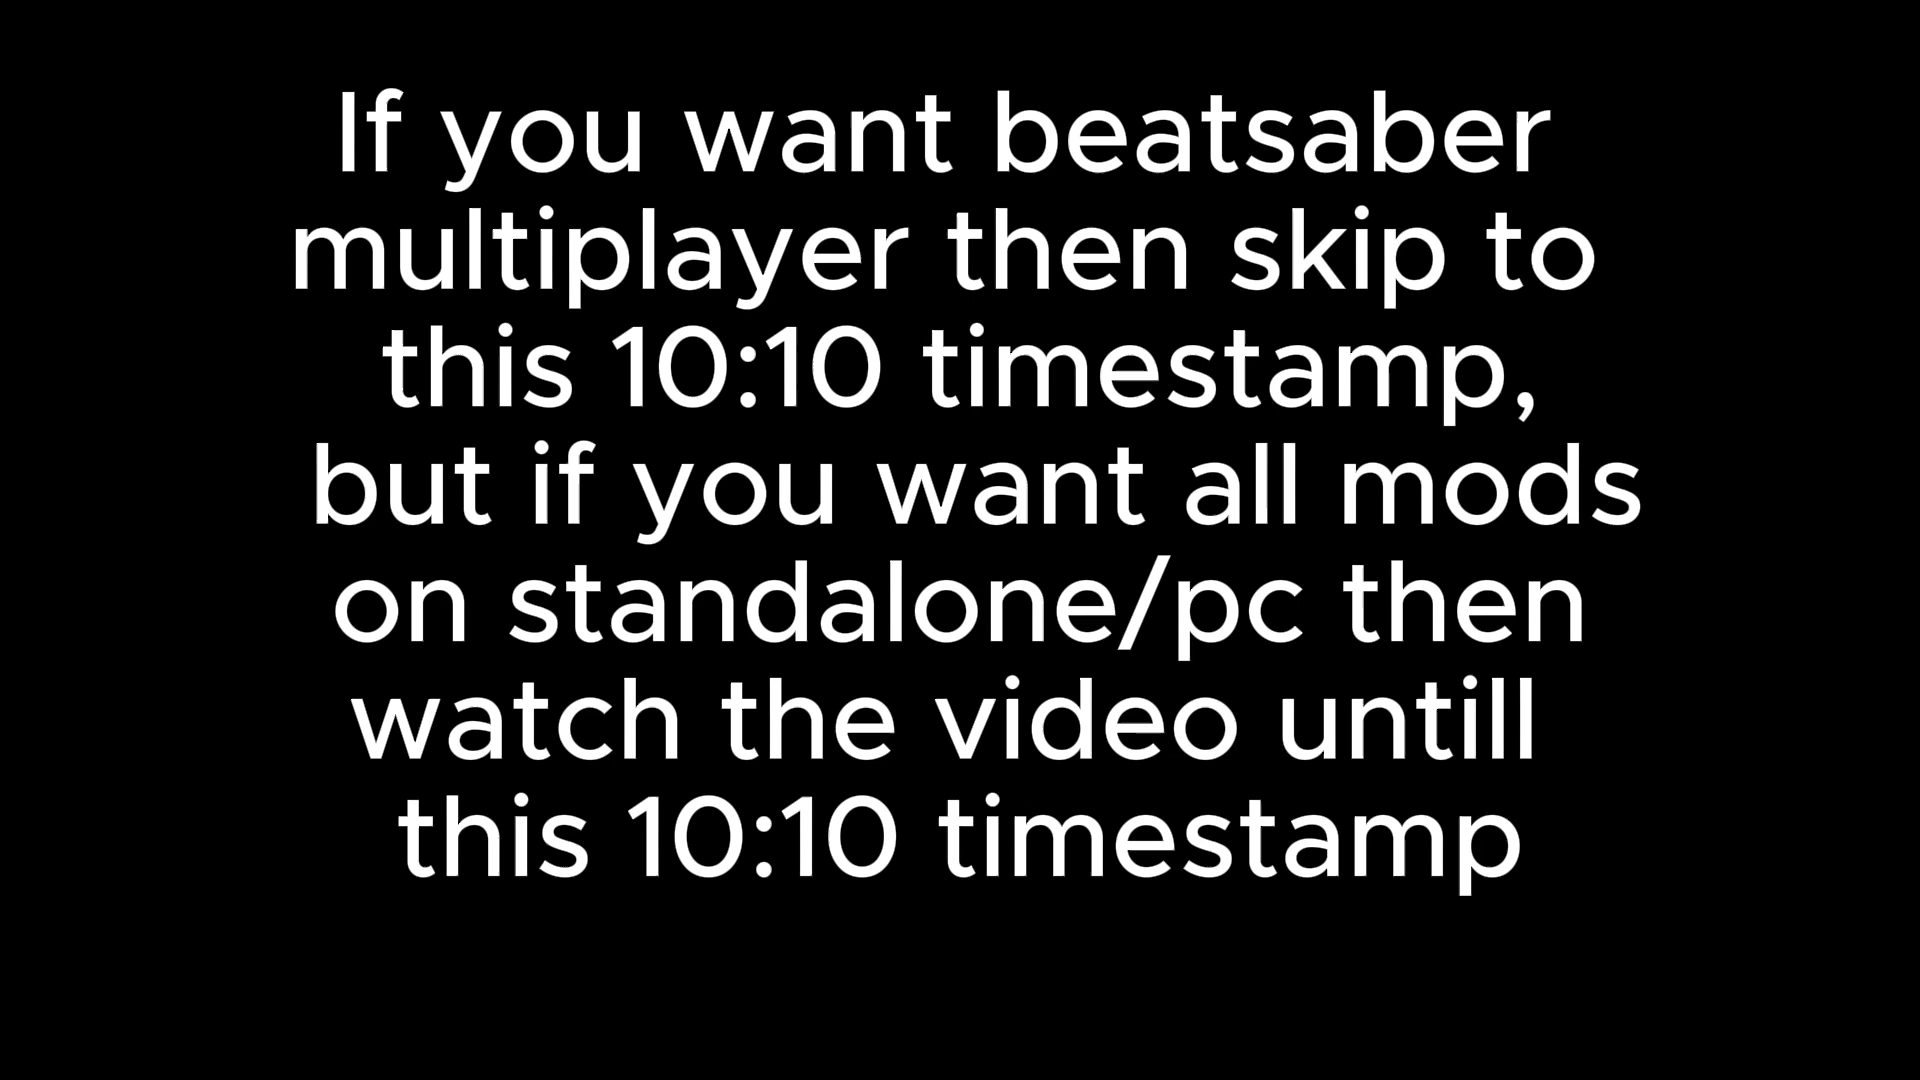 If you want beatsaber
multiplayer then skip to
this 10:10 timestamp,
but if you want all mods
on standalone/pc then
watch the video untill
this 10:10 timestamp